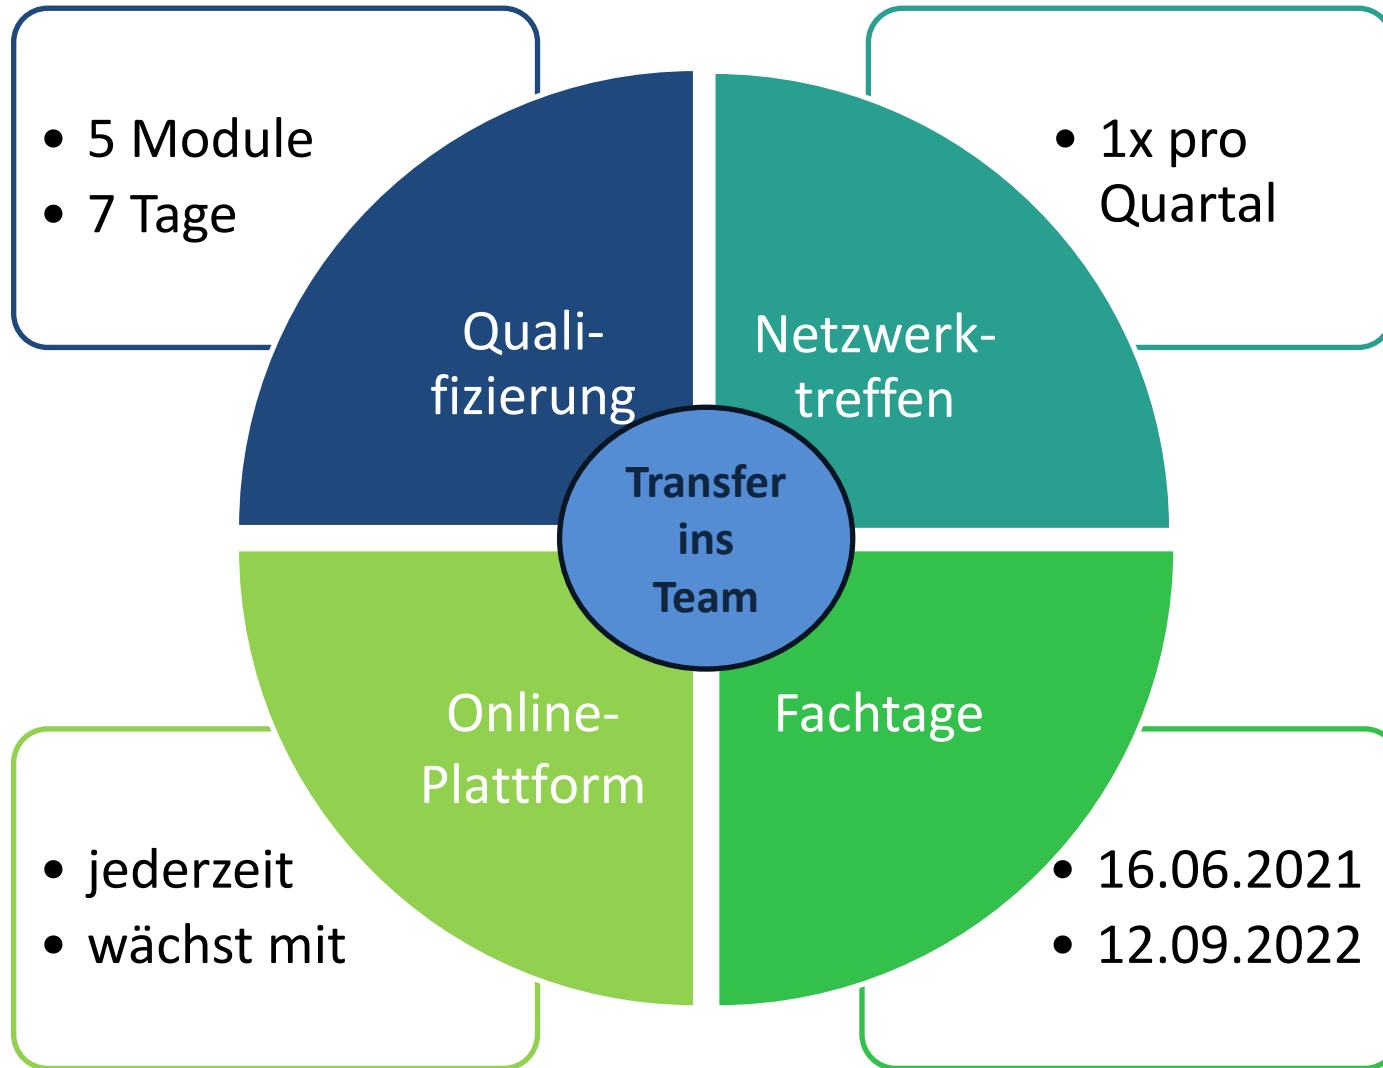 • 5 Module
• 7 Tage
• 1x pro
Quartal
Quali-
fizierung
Netzwerk-
treffen
Transfer
ins
Team
Online-
Plattform
Fachtage
• jederzeit
• wächst mit
• 16.06.2021
• 12.09.2022